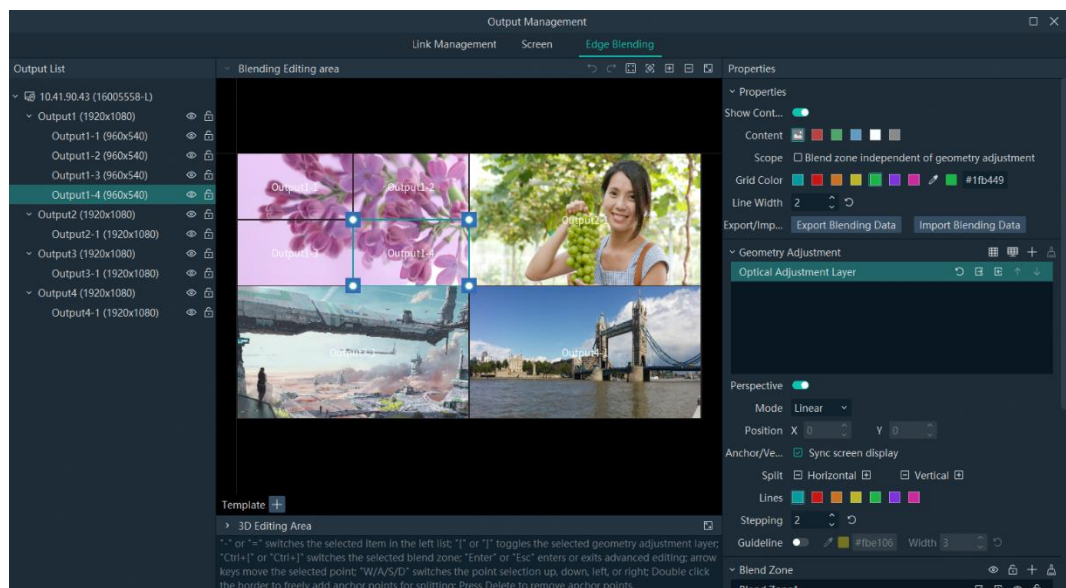 Output Management
Link Management Screen Edge Blending
Output List
Blending Editing area
Properties
10.41.90.43 (16005558-L)
Output1 (1920x1080)
Output1-1 (960x540)
Output1-2 (960x540)
Output1-3 (960x540)
Output1-4 (960x540)
Output2 (1920x1080)
Output2-1 (1920x1080)
Output3 (1920x1080)
Output3-1 (1920x1080)
Output4 (1920x1080)
Output4-1 (1920x1080)
Output1-1
Output1-2
Output2-1
Output1-3
Output1-4
Output3-1
Output4-1
Template +
3D Editing Area
"-" or "=" switches the selected item in the left list; "[" or "]" toggles the selected geometry adjustment layer;
"Ctrl+[" or "Ctrl+]" switches the selected blend zone; "Enter" or "Esc" enters or exits advanced editing; arrow
keys move the selected point; "W/A/S/D" switches the point selection up, down, left, or right; Double click
the border to freely add anchor points for splitting; Press Delete to remove anchor points.
Properties
Show Cont...
Content
Scope Blend zone independent of geometry adjustment
Grid Color #1fb449
Line Width 2
Export/Imp... Export Blending Data Import Blending Data
Geometry Adjustment
Optical Adjustment Layer
Perspective
Mode Linear
Position X 0 Y 0
Anchor/Ve... Sync screen display
Split Horizontal Vertical
Lines
Stepping 2
Guideline #fbe106 Width 3
Blend Zone
Blend Zone1